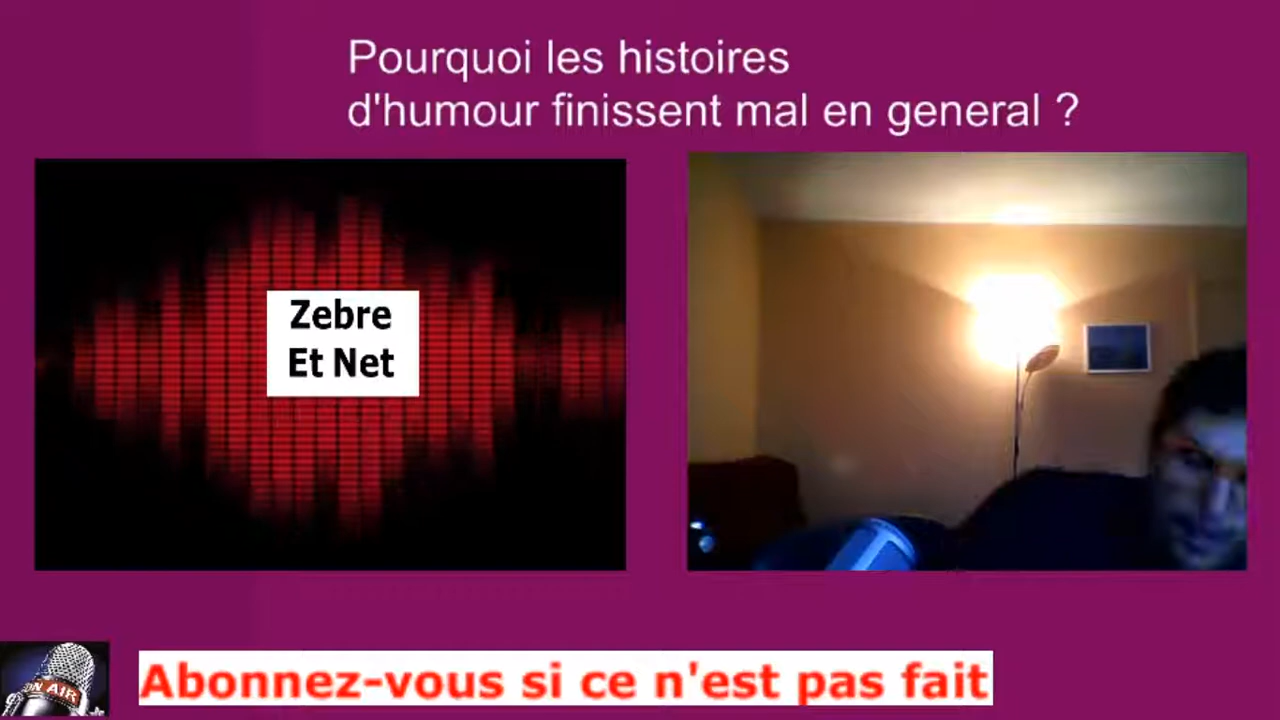 Pourquoi les histoires
d'humour finissent mal en general ?
Zebre
Et Net
ON AIR
Abonnez-vous si ce n'est pas fait